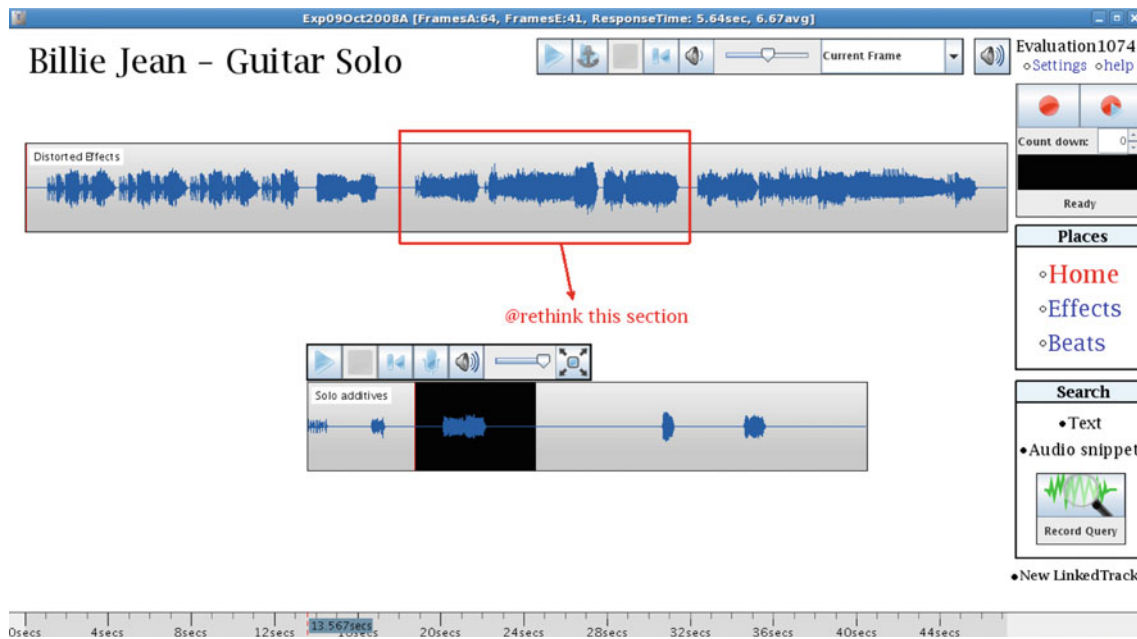 Exp09Oct2008A [FramesA:64, FramesE:41, ResponseTime: 5.64sec, 6.67avg]
Billie Jean – Guitar Solo
Current Frame
Evaluation1074
Settings help
Count down: 0
Ready
Distorted Effects
@rethink this section
Places
Home
Effects
Beats
Solo additives
Search
Text
Audio snippet
Record Query
New LinkedTrack
0secs 4secs 8secs 12secs 13.567secs 16secs 20secs 24secs 28secs 32secs 36secs 40secs 44secs